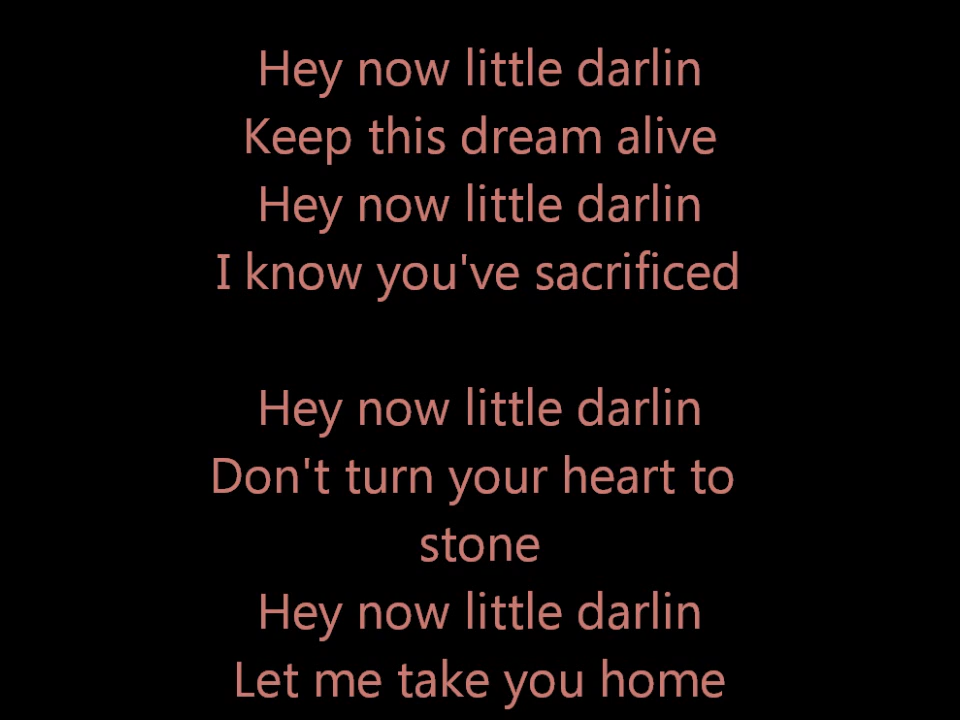 Hey now little darlin
Keep this dream alive
Hey now little darlin
I know you've sacrificed

Hey now little darlin
Don't turn your heart to
stone
Hey now little darlin
Let me take you home